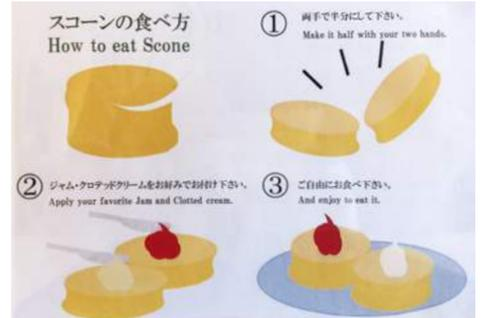 スコーンの食べ方
How to eat Scone
① 両手で半分にして下さい。
Make it half with your two hands.
② ジャム・クロテッドクリームをお好みでお付け下さい。
Apply your favorite Jam and Clotted cream.
③ ご自由にお食べ下さい。
And enjoy to eat it.